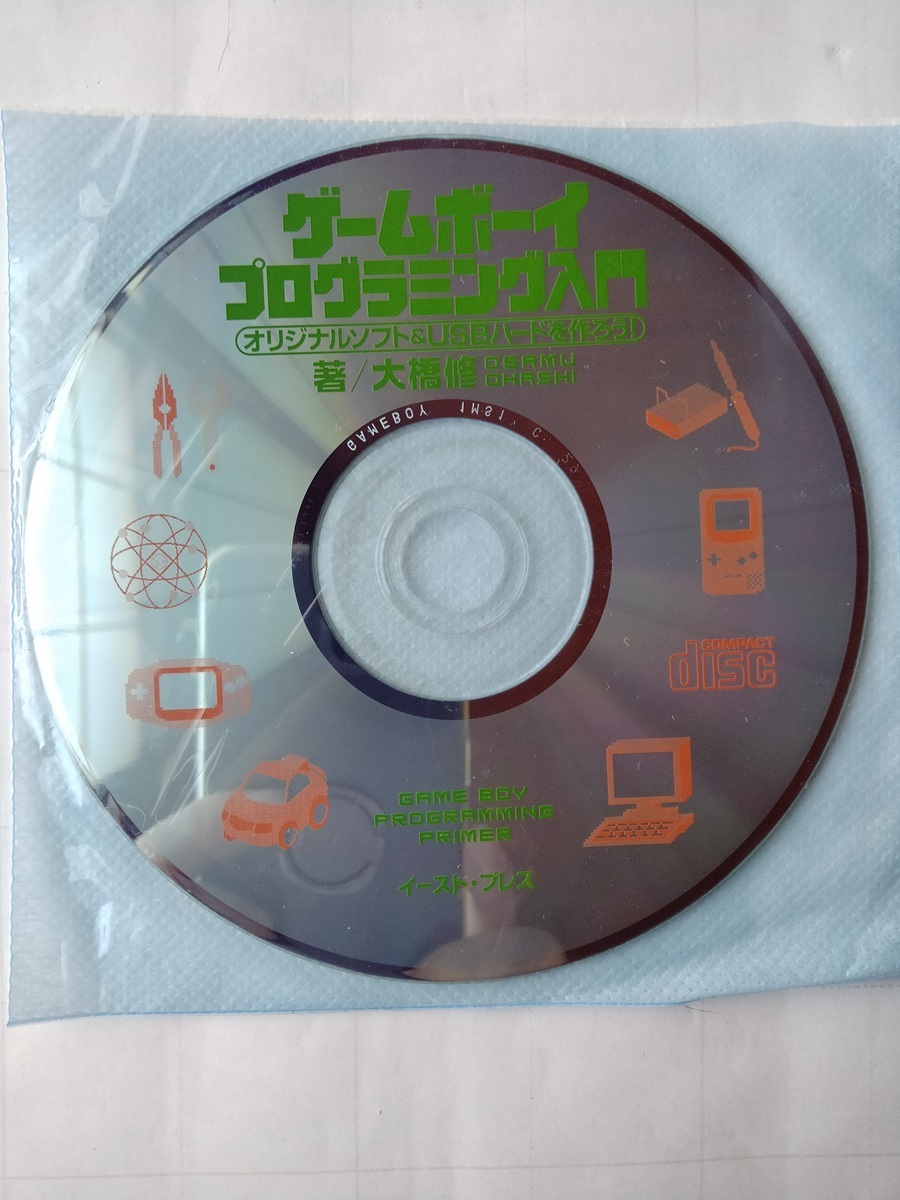 ゲームボーイ
プログラミング入門
オリジナルソフト&USBハードを作ろう!
著/大橋修 OSAMU OHASHI
GAMEBOY
COMPACT
disc
GAME BOY
PROGRAMMING
PRIMER
イースト・プレス